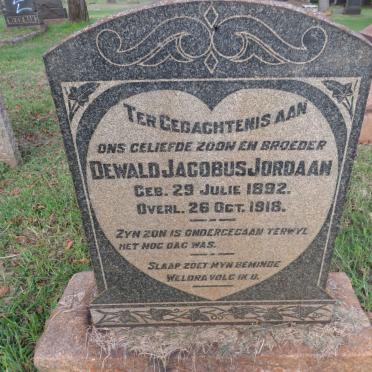 TER GEDACHTENIS AAN
ONS GELIEFDE ZOON EN BROEDER
DEWALD JACOBUS JORDAAN
GEB. 29 JULIE 1892.
OVERL. 26 OCT. 1918.
ZYN ZON IS ONDERGEGAAN TERWYL
HET NOG DAG WAS.
SLAAP ZOET MYN BEMINDE
WELDRA VOLG IK U.